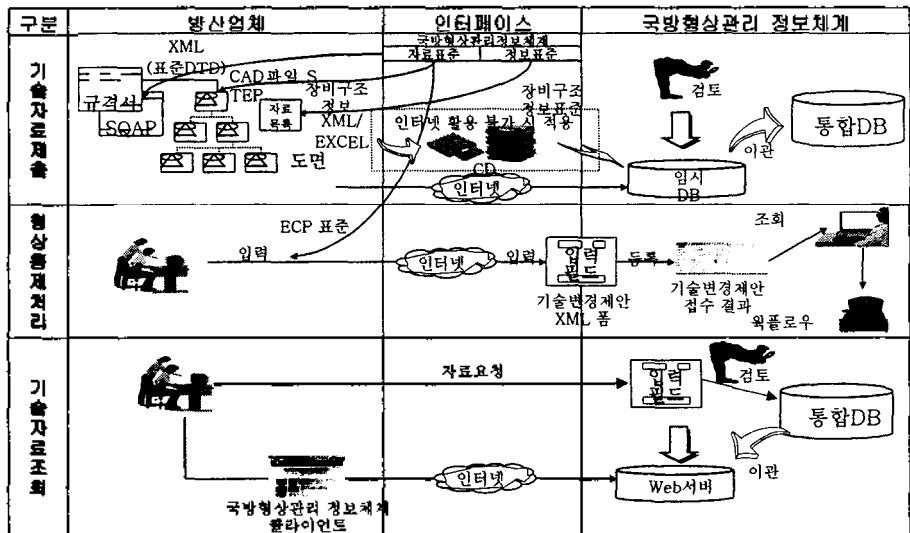 구분
방산업체
인터페이스
국방형상관리 정보체계
기술자료제출
XML
(표준DTD)
규격서
SQAP
CAD파일 S
TEP
자료
목록
도면
장비구조
정보
XML/
EXCEL
국방형상관리정보체계
자료표준
정보표준
장비구조
정보표준
인터넷 활용 불가 시 적용
CD
인터넷
검토
임시
DB
이관
통합DB
형상통제처리
ECP 표준
입력
인터넷
입력
입력
필드
기술변경제안
XML 폼
등록
기술변경제안
접수 결과
조회
웍플로우
기술자료조회
자료요청
입력
필드
검토
통합DB
이관
국방형상관리 정보체계
클라이언트
인터넷
Web서버